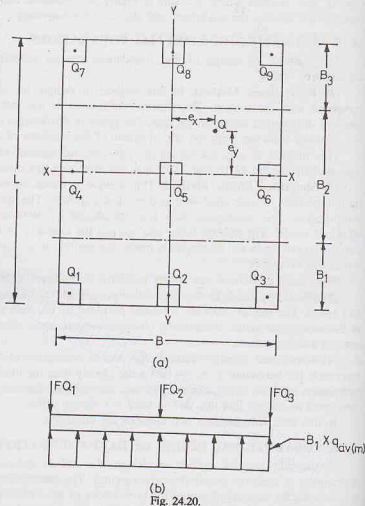 Y
Q7
Q8
Q9
B3
ex
Q
ey
L
X
X
Q4
Q5
Q6
B2
Q1
Q2
Q3
B1
Y
B
(a)
FQ1
FQ2
FQ3
B1 x qav(m)
(b)
Fig. 24.20.